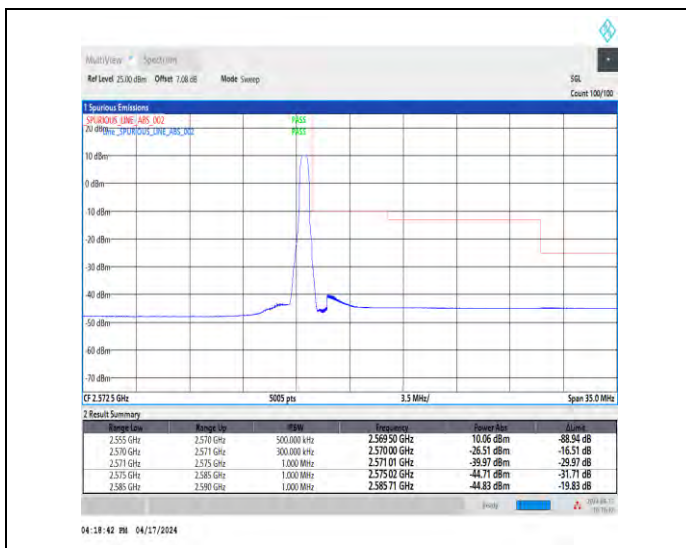 MultiView Spectrum
Ref Level 25.00 dBm Offset 7.08 dB Mode Sweep SGL
Count 100/100
1 Spurious Emissions
SPURIOUS_LINE_ABS_002 PASS
20 dBm Line _SPURIOUS_LINE_ABS_002 PASS
10 dBm
0 dBm
-10 dBm
-20 dBm
-30 dBm
-40 dBm
-50 dBm
-60 dBm
-70 dBm
CF 2.572 5 GHz 5005 pts 3.5 MHz/ Span 35.0 MHz
2 Result Summary
Range Low Range Up RBW Frequency Power Abs ΔLimit
2.555 GHz 2.570 GHz 500.000 kHz 2.569 50 GHz 10.06 dBm -88.94 dB
2.570 GHz 2.571 GHz 300.000 kHz 2.570 00 GHz -26.51 dBm -16.51 dB
2.571 GHz 2.575 GHz 1.000 MHz 2.571 01 GHz -39.97 dBm -29.97 dB
2.575 GHz 2.585 GHz 1.000 MHz 2.575 02 GHz -44.71 dBm -31.71 dB
2.585 GHz 2.590 GHz 1.000 MHz 2.585 71 GHz -44.83 dBm -19.83 dB
Ready
04:18:42 PM 04/17/2024